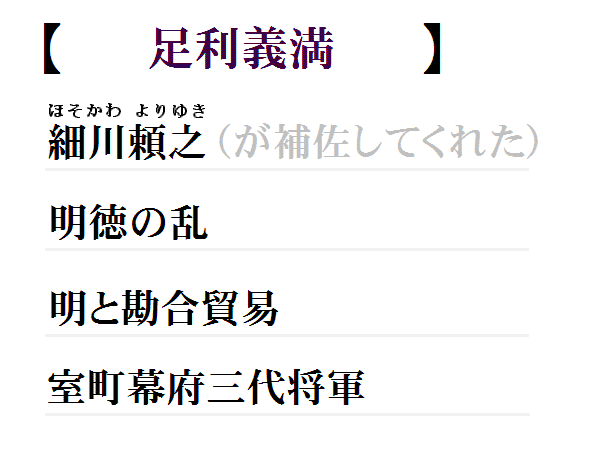 【 足利義満 】
ほそかわ よりゆき
細川頼之（が補佐してくれた）
明徳の乱
明と勘合貿易
室町幕府三代将軍